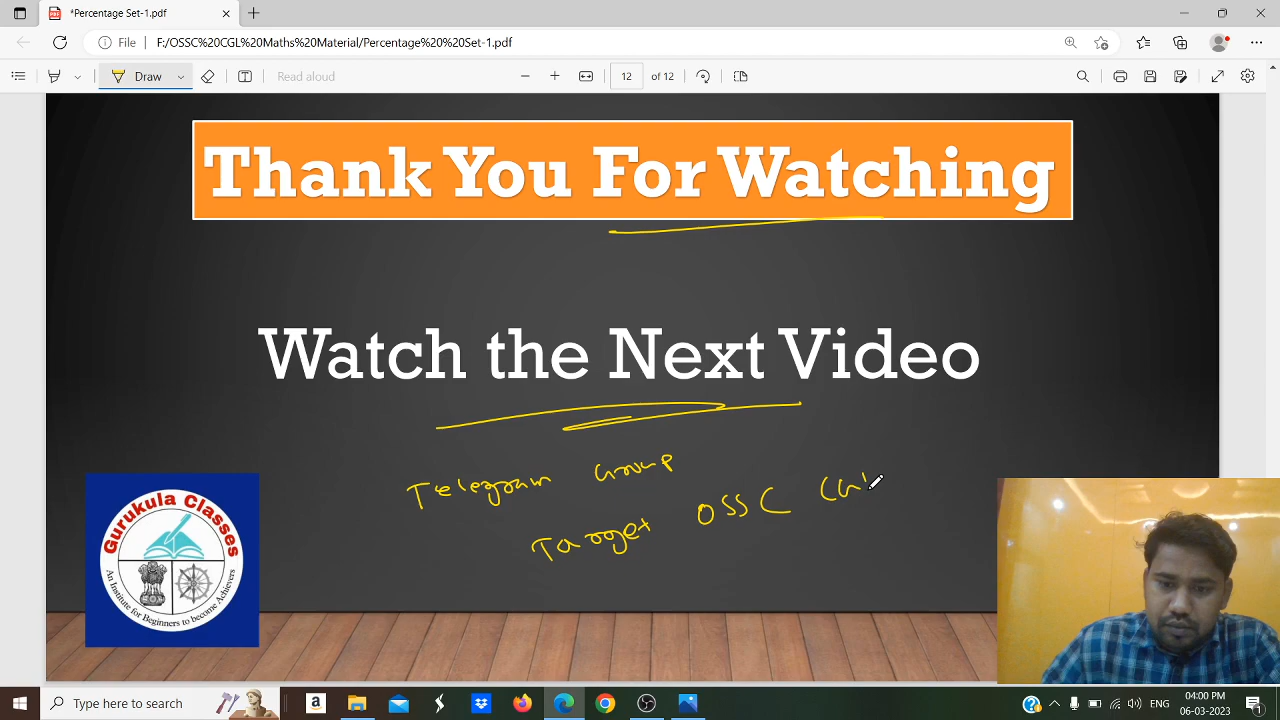 *Percentage Set-1.pdf
File F:/OSSC%20CGL%20Maths%20Material/Percentage%20%20Set-1.pdf
Draw Read aloud 12 of 12
Thank You For Watching
Watch the Next Video
Telegram Group
Target OSSC
Gurukula Classes
An Institute for Beginners to become Achievers
Type here to search
ENG
04:00 PM
06-03-2023